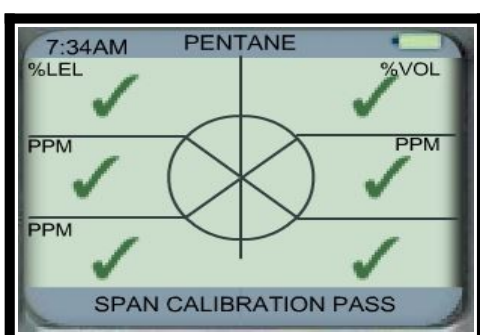 7:34AM PENTANE
%LEL %VOL
PPM PPM
PPM
SPAN CALIBRATION PASS